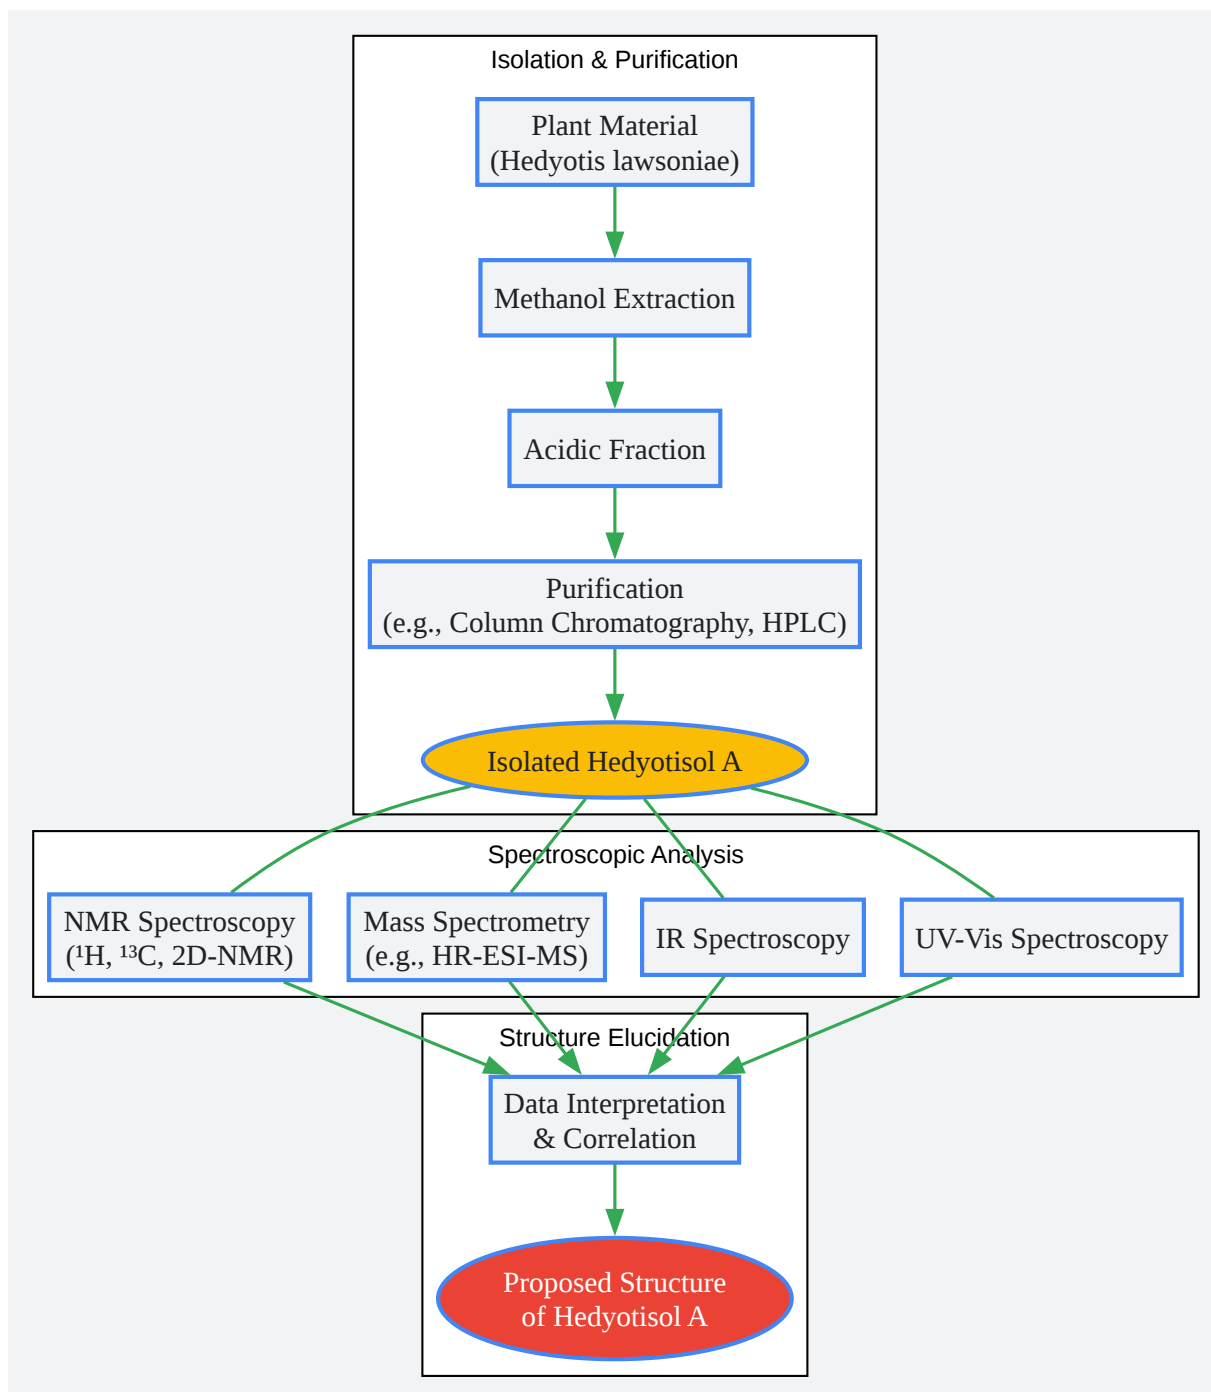 Isolation & Purification
Plant Material
(Hedyotis lawsoniae)
Methanol Extraction
Acidic Fraction
Purification
(e.g., Column Chromatography, HPLC)
Isolated Hedyotisol A
Spectroscopic Analysis
NMR Spectroscopy
(¹H, ¹³C, 2D-NMR)
Mass Spectrometry
(e.g., HR-ESI-MS)
IR Spectroscopy
UV-Vis Spectroscopy
Structure Elucidation
Data Interpretation
& Correlation
Proposed Structure
of Hedyotisol A